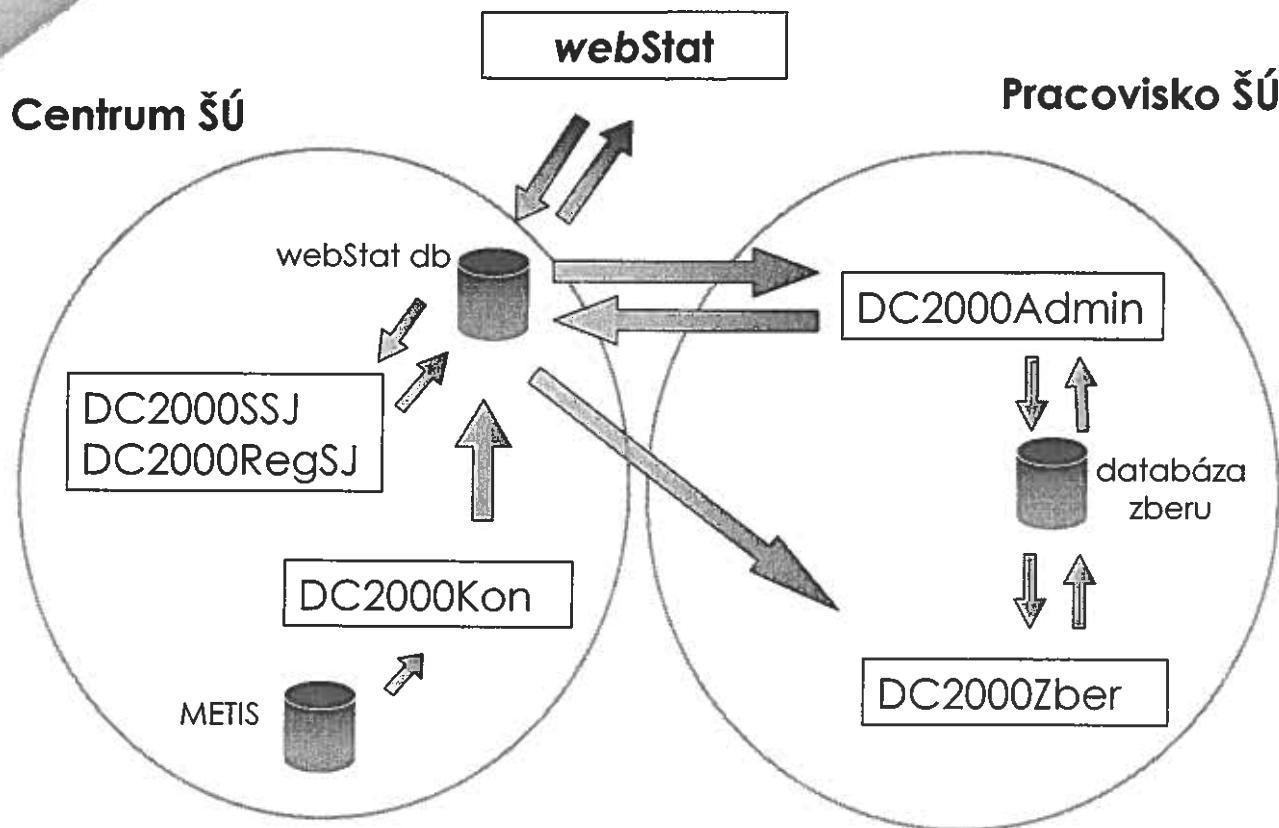 webStat
Centrum ŠÚ
Pracovisko ŠÚ
webStat db
DC2000Admin
DC2000SSJ
DC2000RegSJ
databáza
zberu
DC2000Kon
DC2000Zber
METIS